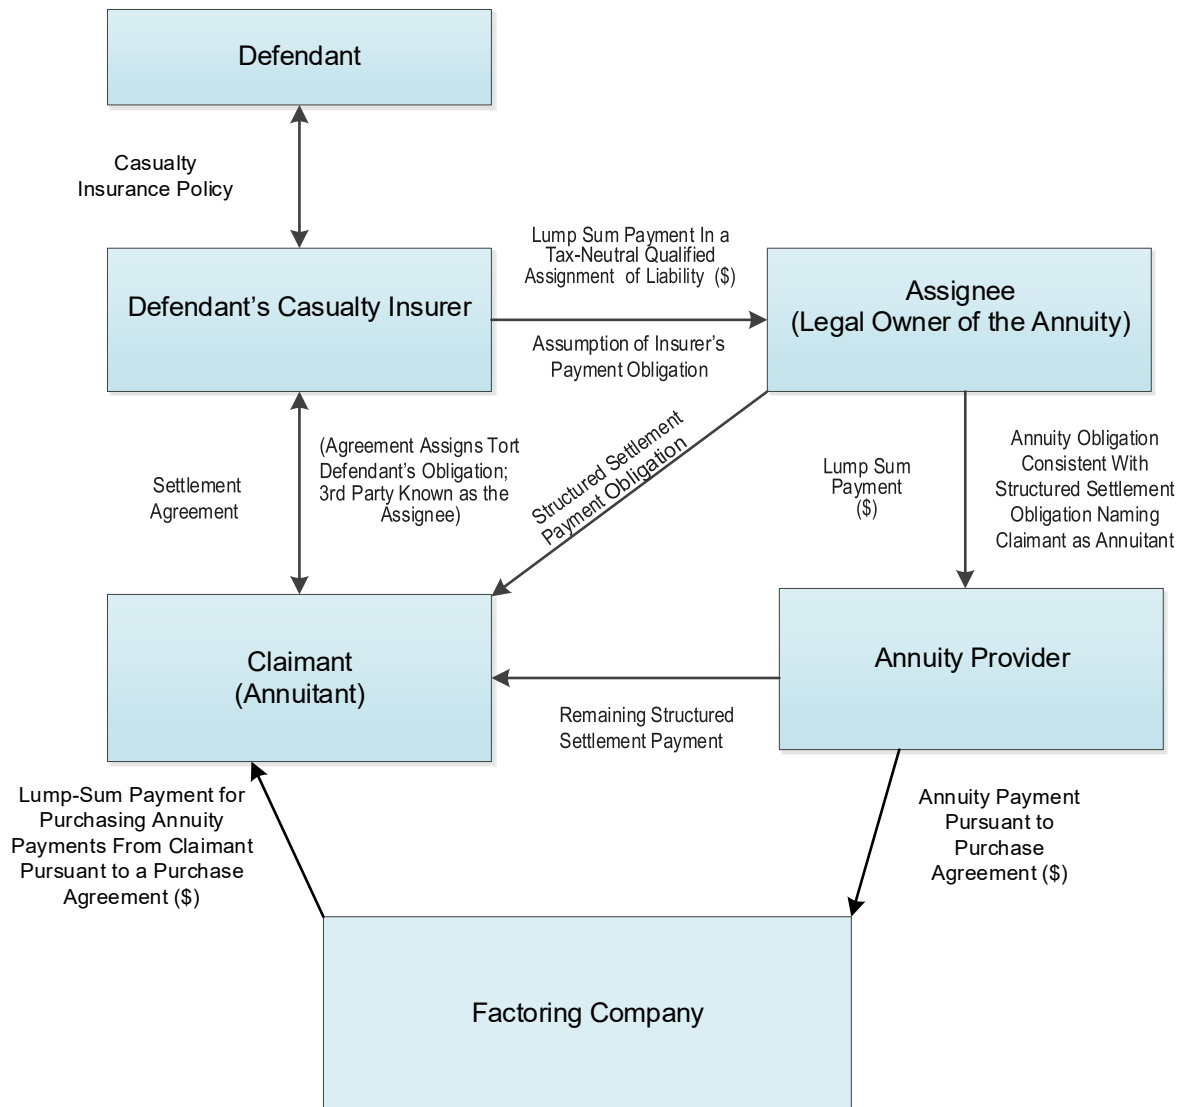 Defendant
Casualty
Insurance Policy
Defendant's Casualty Insurer
Lump Sum Payment In a
Tax-Neutral Qualified
Assignment of Liability ($)
Assumption of Insurer's
Payment Obligation
Assignee
(Legal Owner of the Annuity)
Settlement
Agreement
(Agreement Assigns Tort
Defendant's Obligation;
3rd Party Known as the
Assignee)
Structured Settlement
Payment Obligation
Lump Sum
Payment
($)
Annuity Obligation
Consistent With
Structured Settlement
Obligation Naming
Claimant as Annuitant
Claimant
(Annuitant)
Remaining Structured
Settlement Payment
Annuity Provider
Lump-Sum Payment for
Purchasing Annuity
Payments From Claimant
Pursuant to a Purchase
Agreement ($)
Annuity Payment
Pursuant to
Purchase
Agreement ($)
Factoring Company